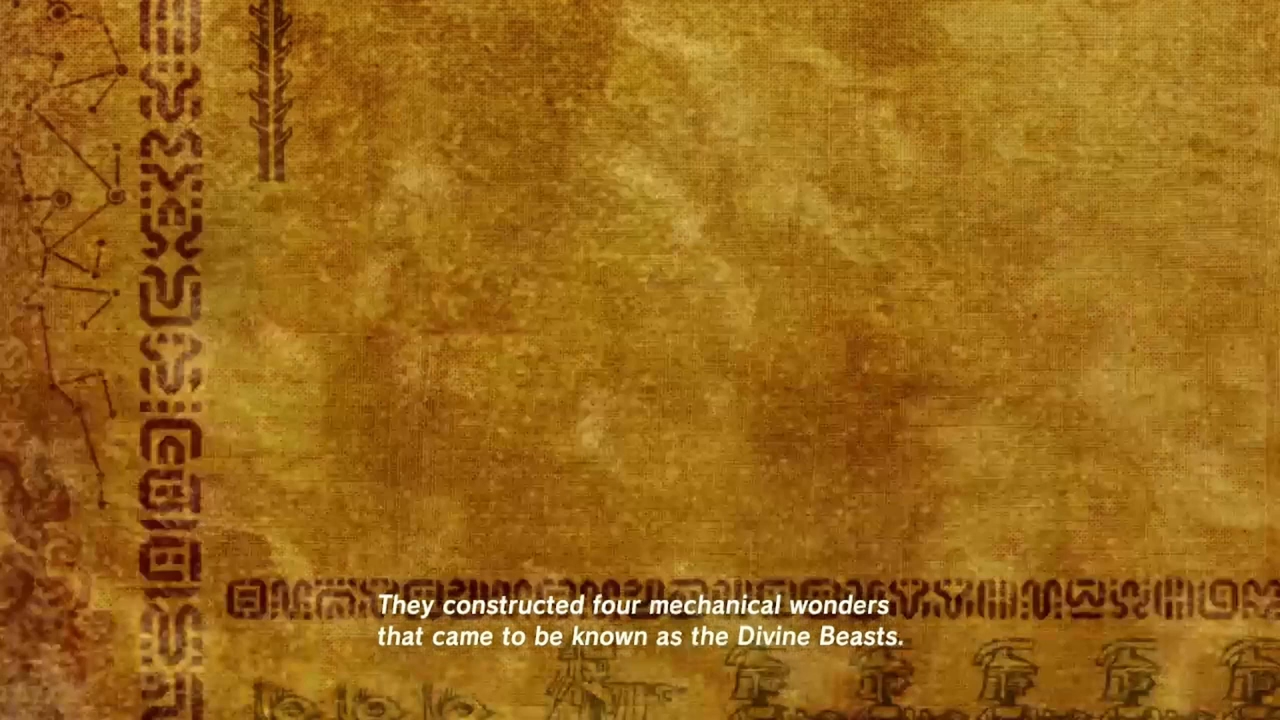 They constructed four mechanical wonders
that came to be known as the Divine Beasts.